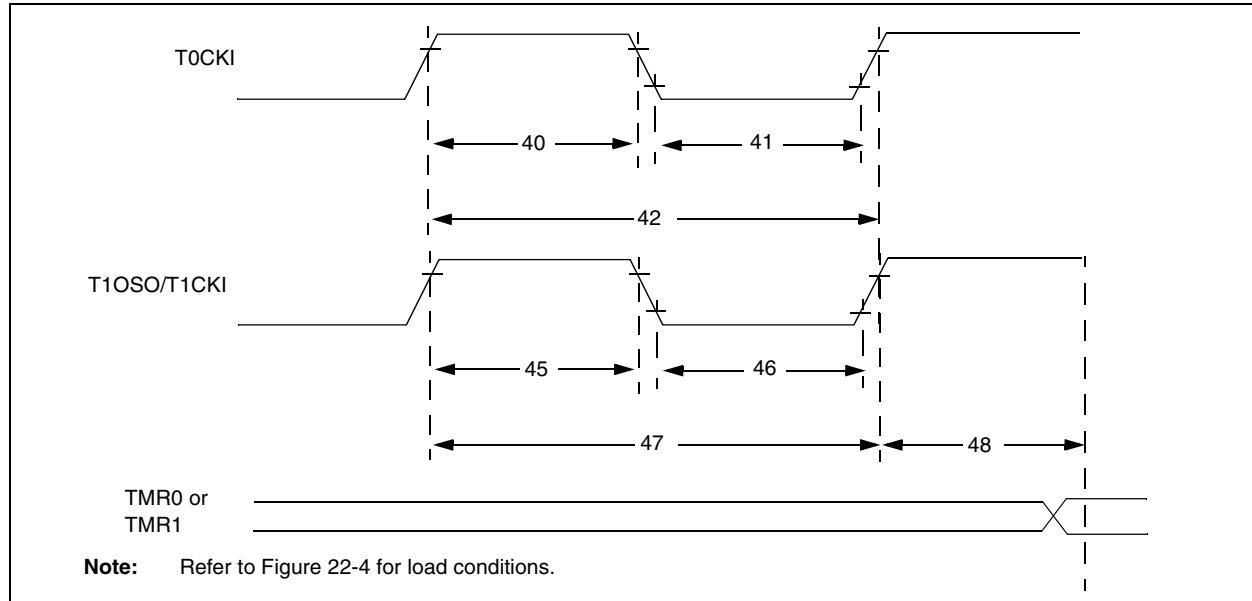 T0CKI
40
41
42
T1OSO/T1CKI
45
46
47
48
TMR0 or
TMR1
Note: Refer to Figure 22-4 for load conditions.